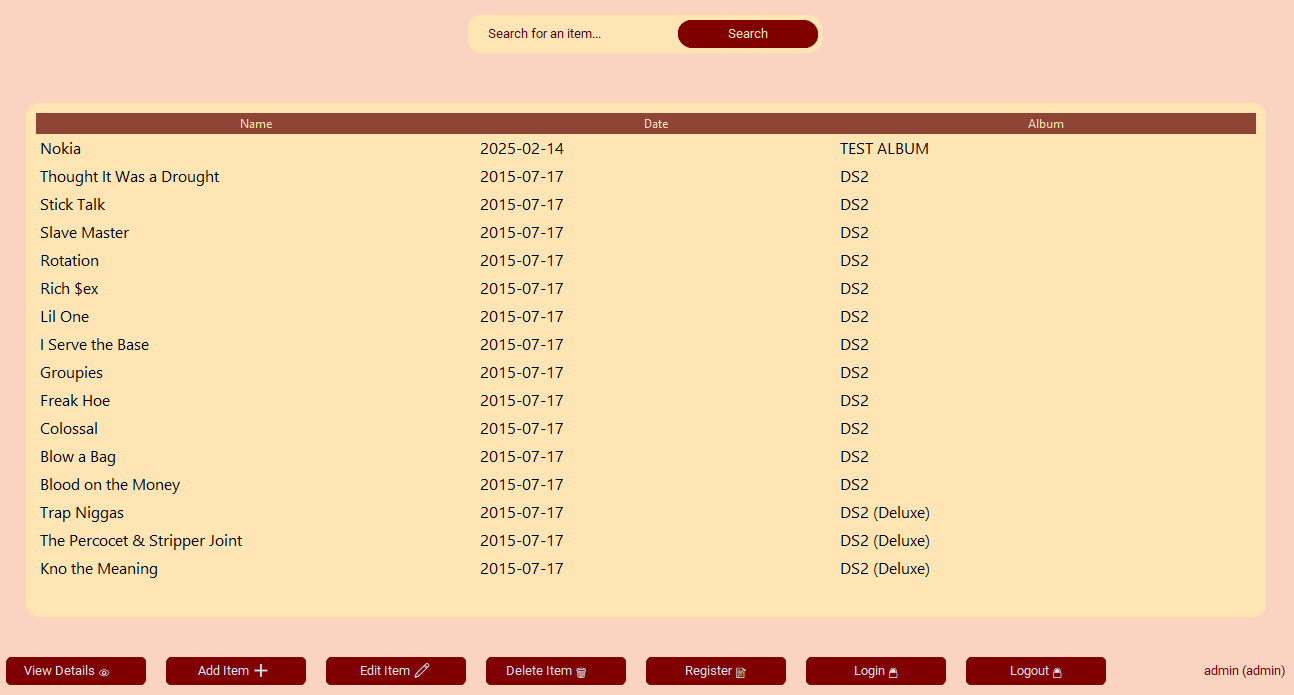 Search for an item... Search
Name Date Album
Nokia 2025-02-14 TEST ALBUM
Thought It Was a Drought 2015-07-17 DS2
Stick Talk 2015-07-17 DS2
Slave Master 2015-07-17 DS2
Rotation 2015-07-17 DS2
Rich $ex 2015-07-17 DS2
Lil One 2015-07-17 DS2
I Serve the Base 2015-07-17 DS2
Groupies 2015-07-17 DS2
Freak Hoe 2015-07-17 DS2
Colossal 2015-07-17 DS2
Blow a Bag 2015-07-17 DS2
Blood on the Money 2015-07-17 DS2
Trap Niggas 2015-07-17 DS2 (Deluxe)
The Percocet & Stripper Joint 2015-07-17 DS2 (Deluxe)
Kno the Meaning 2015-07-17 DS2 (Deluxe)
View Details Add Item Edit Item Delete Item Register Login Logout admin (admin)